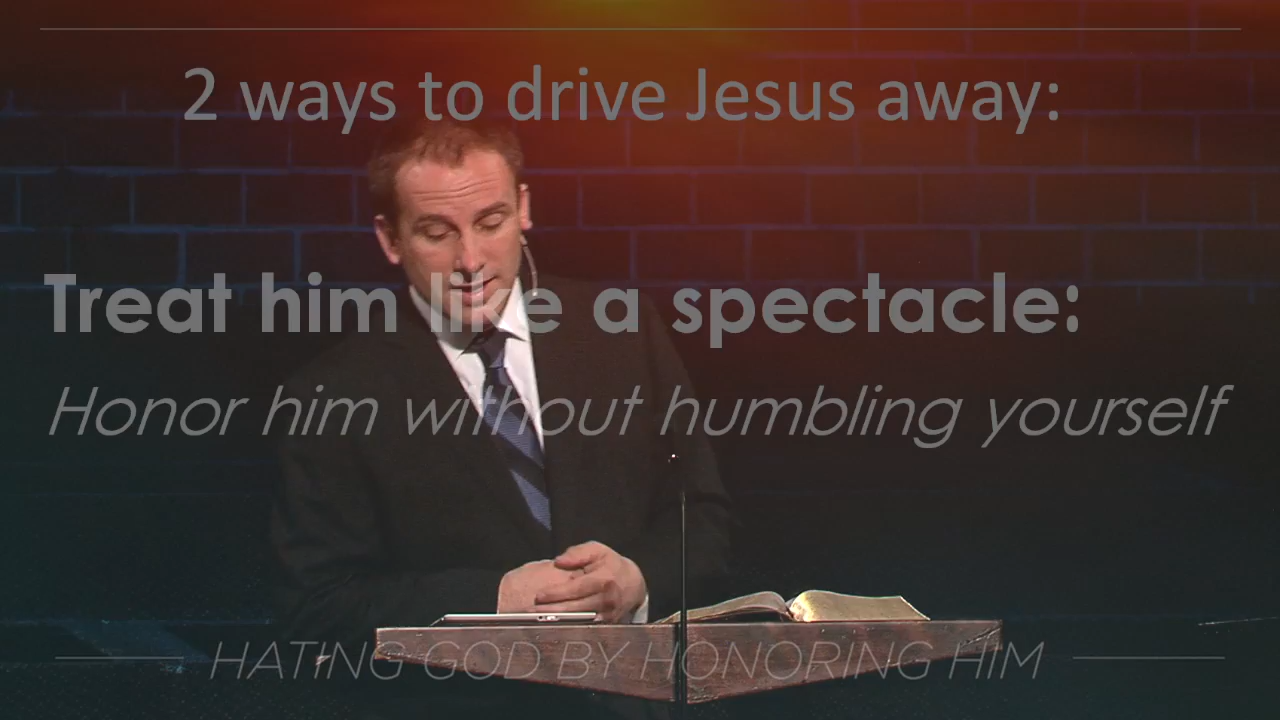 2 ways to drive Jesus away:
Treat him like a spectacle:
Honor him without humbling yourself
HATING GOD BY HONORING HIM